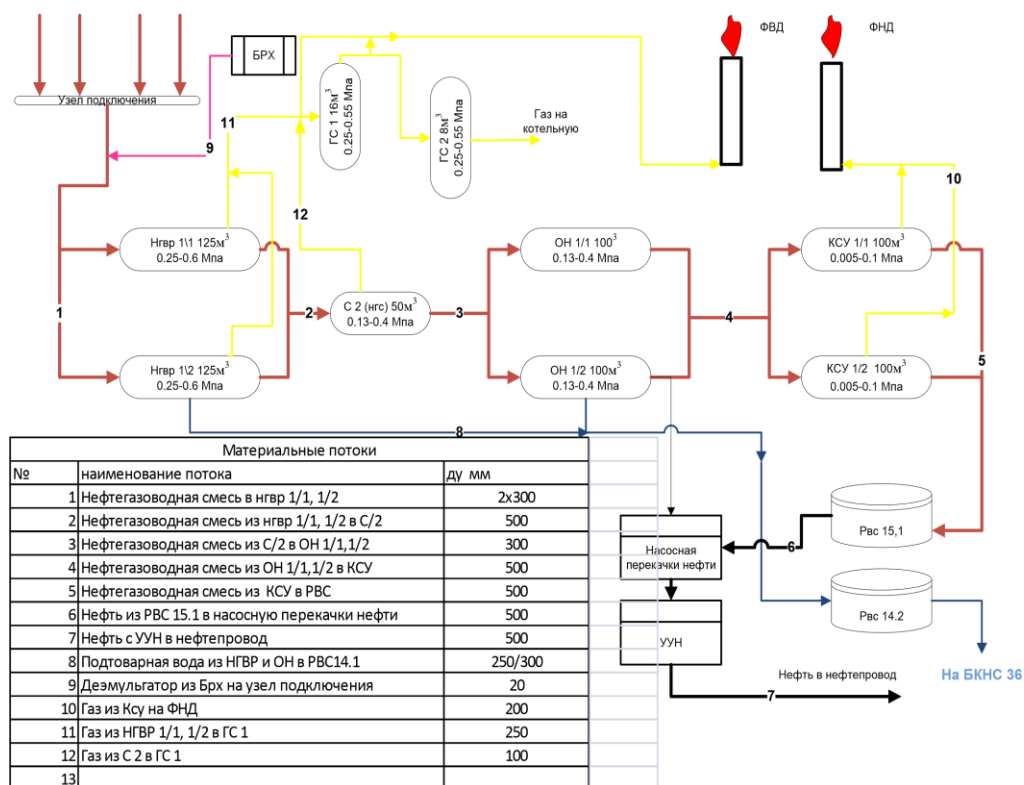 ФВД
ФНД
БРХ
Узел подключения
ГС 1 16м³
0.25-0.55 Мпа
ГС 2 8м³
0.25-0.55 Мпа
Газ на
котельную
11
9
10
12
Нгвр 1\1 125м³
0.25-0.6 Мпа
ОН 1/1 100³
0.13-0.4 Мпа
КСУ 1/1 100м³
0.005-0.1 Мпа
1
2
С 2 (нгс) 50м³
0.13-0.4 Мпа
3
4
5
Нгвр 1\2 125м³
0.25-0.6 Мпа
ОН 1/2 100м³
0.13-0.4 Мпа
КСУ 1/2 100м³
0.005-0.1 Мпа
8
Материальные потоки
№ наименование потока ду мм
1 Нефтегазоводная смесь в нгвр 1/1, 1/2 2х300
2 Нефтегазоводная смесь из нгвр 1/1, 1/2 в С/2 500
3 Нефтегазоводная смесь из С/2 в ОН 1/1,1/2 300
4 Нефтегазоводная смесь из ОН 1/1,1/2 в КСУ 500
5 Нефтегазоводная смесь из КСУ в РВС 500
6 Нефть из РВС 15.1 в насосную перекачки нефти 500
7 Нефть с УУН в нефтепровод 500
8 Подтоварная вода из НГВР и ОН в РВС14.1 250/300
9 Деэмульгатор из Брх на узел подключения 20
10 Газ из Ксу на ФНД 200
11 Газ из НГВР 1/1, 1/2 в ГС 1 250
12 Газ из С 2 в ГС 1 100
13
Насосная
перекачки нефти
6
Рвс 15,1
Рвс 14.2
УУН
Нефть в нефтепровод
На БКНС 36
7